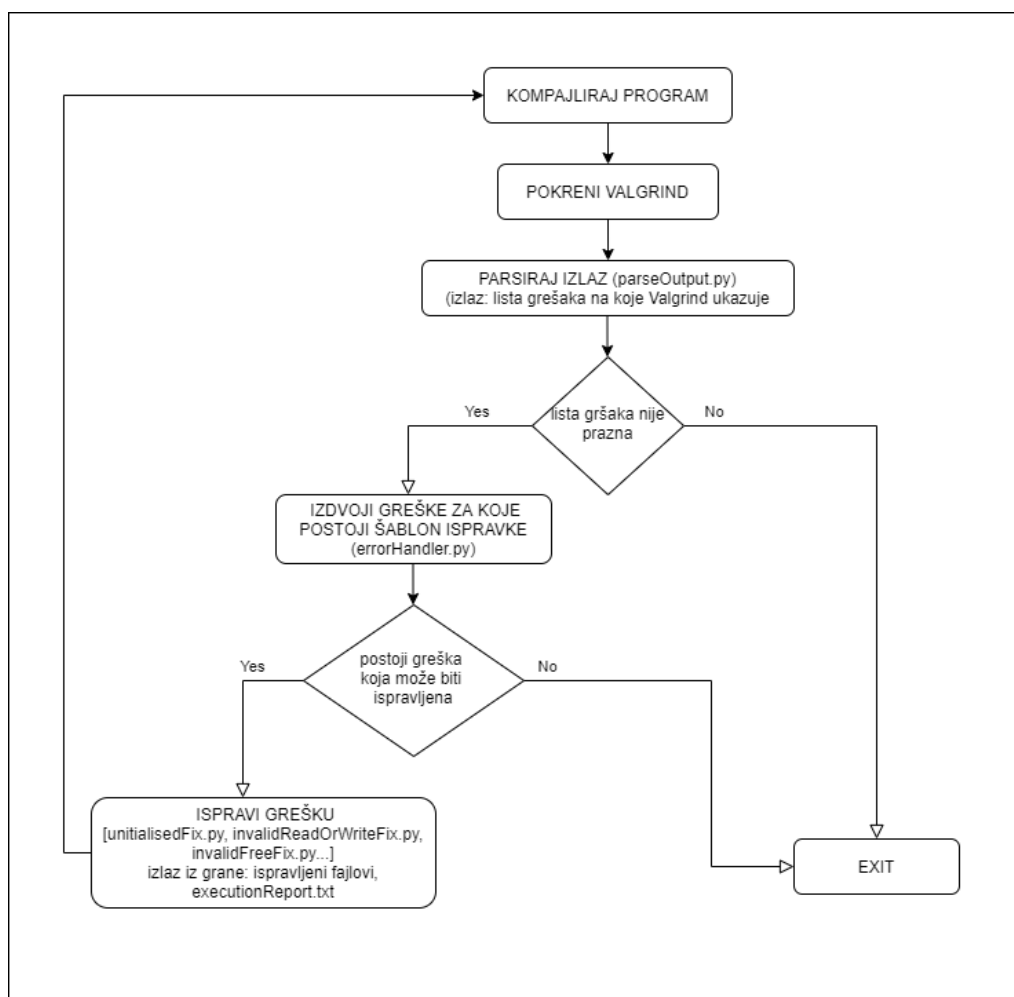 KOMPAJLIRAJ PROGRAM
POKRENI VALGRIND
PARSIRAJ IZLAZ (parseOutput.py)
(izlaz: lista grešaka na koje Valgrind ukazuje
lista gršaka nije
prazna
Yes
No
IZDVOJI GREŠKE ZA KOJE
POSTOJI ŠABLON ISPRAVKE
(errorHandler.py)
postoji greška
koja može biti
ispravljena
Yes
No
ISPRAVI GREŠKU
[unitialisedFix.py, invalidReadOrWriteFix.py,
invalidFreeFix.py...]
izlaz iz grane: ispravljeni fajlovi,
executionReport.txt
EXIT